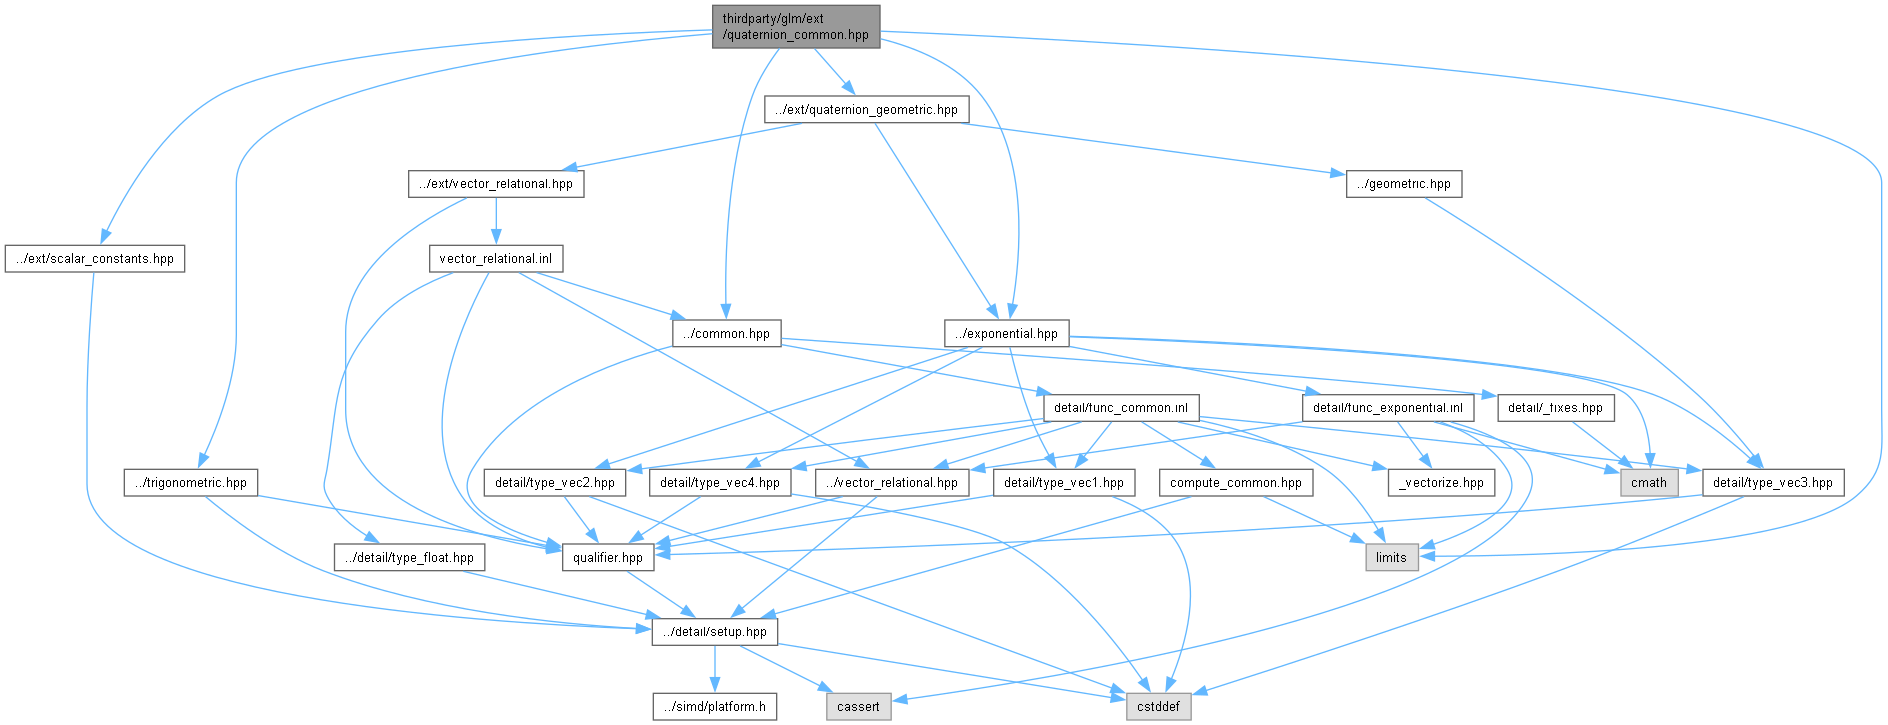 thirdparty/glm/ext
/quaternion_common.hpp
../ext/quaternion_geometric.hpp
../ext/vector_relational.hpp
../geometric.hpp
../ext/scalar_constants.hpp
vector_relational.inl
../common.hpp
../exponential.hpp
detail/func_common.inl
detail/func_exponential.inl
detail/_fixes.hpp
../trigonometric.hpp
detail/type_vec2.hpp
detail/type_vec4.hpp
../vector_relational.hpp
detail/type_vec1.hpp
compute_common.hpp
_vectorize.hpp
cmath
detail/type_vec3.hpp
../detail/type_float.hpp
qualifier.hpp
limits
../detail/setup.hpp
../simd/platform.h
cassert
cstddef